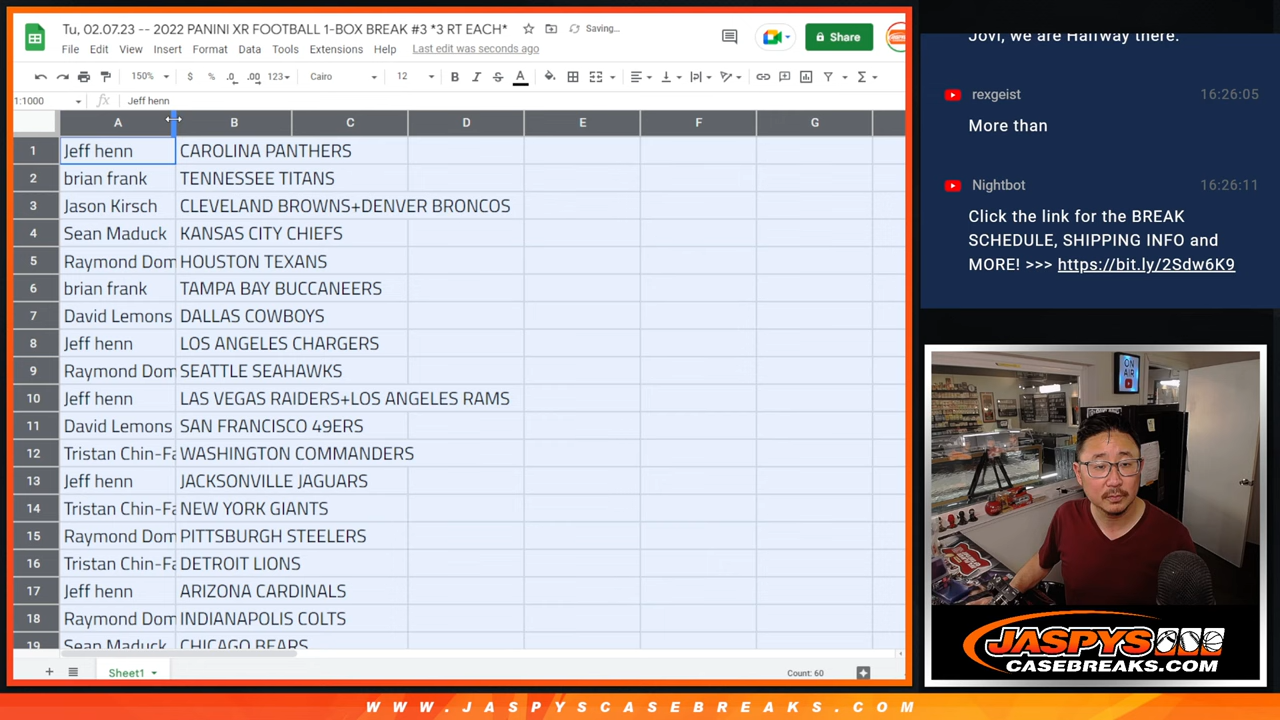 Tu, 02.07.23 -- 2022 PANINI XR FOOTBALL 1-BOX BREAK #3 *3 RT EACH*
Saving...
File Edit View Insert Format Data Tools Extensions Help Last edit was seconds ago
Share
150% $ % .0 .00 123 Cairo 12 B I S A
1:1000 fx Jeff henn
A B C D E F G
1 Jeff henn CAROLINA PANTHERS
2 brian frank TENNESSEE TITANS
3 Jason Kirsch CLEVELAND BROWNS+DENVER BRONCOS
4 Sean Maduck KANSAS CITY CHIEFS
5 Raymond Dom HOUSTON TEXANS
6 brian frank TAMPA BAY BUCCANEERS
7 David Lemons DALLAS COWBOYS
8 Jeff henn LOS ANGELES CHARGERS
9 Raymond Dom SEATTLE SEAHAWKS
10 Jeff henn LAS VEGAS RAIDERS+LOS ANGELES RAMS
11 David Lemons SAN FRANCISCO 49ERS
12 Tristan Chin-Fa WASHINGTON COMMANDERS
13 Jeff henn JACKSONVILLE JAGUARS
14 Tristan Chin-Fa NEW YORK GIANTS
15 Raymond Dom PITTSBURGH STEELERS
16 Tristan Chin-Fa DETROIT LIONS
17 Jeff henn ARIZONA CARDINALS
18 Raymond Dom INDIANAPOLIS COLTS
19 Sean Maduck CHICAGO BEARS
Sheet1
Count: 60
Jovi, we are Halfway there.
rexgeist 16:26:05
More than
Nightbot 16:26:11
Click the link for the BREAK
SCHEDULE, SHIPPING INFO and
MORE! >>> https://bit.ly/2Sdw6K9
ON
AIR
JASPYS
CASEBREAKS.COM
WWW.JASPYSCASEBREAKS.COM